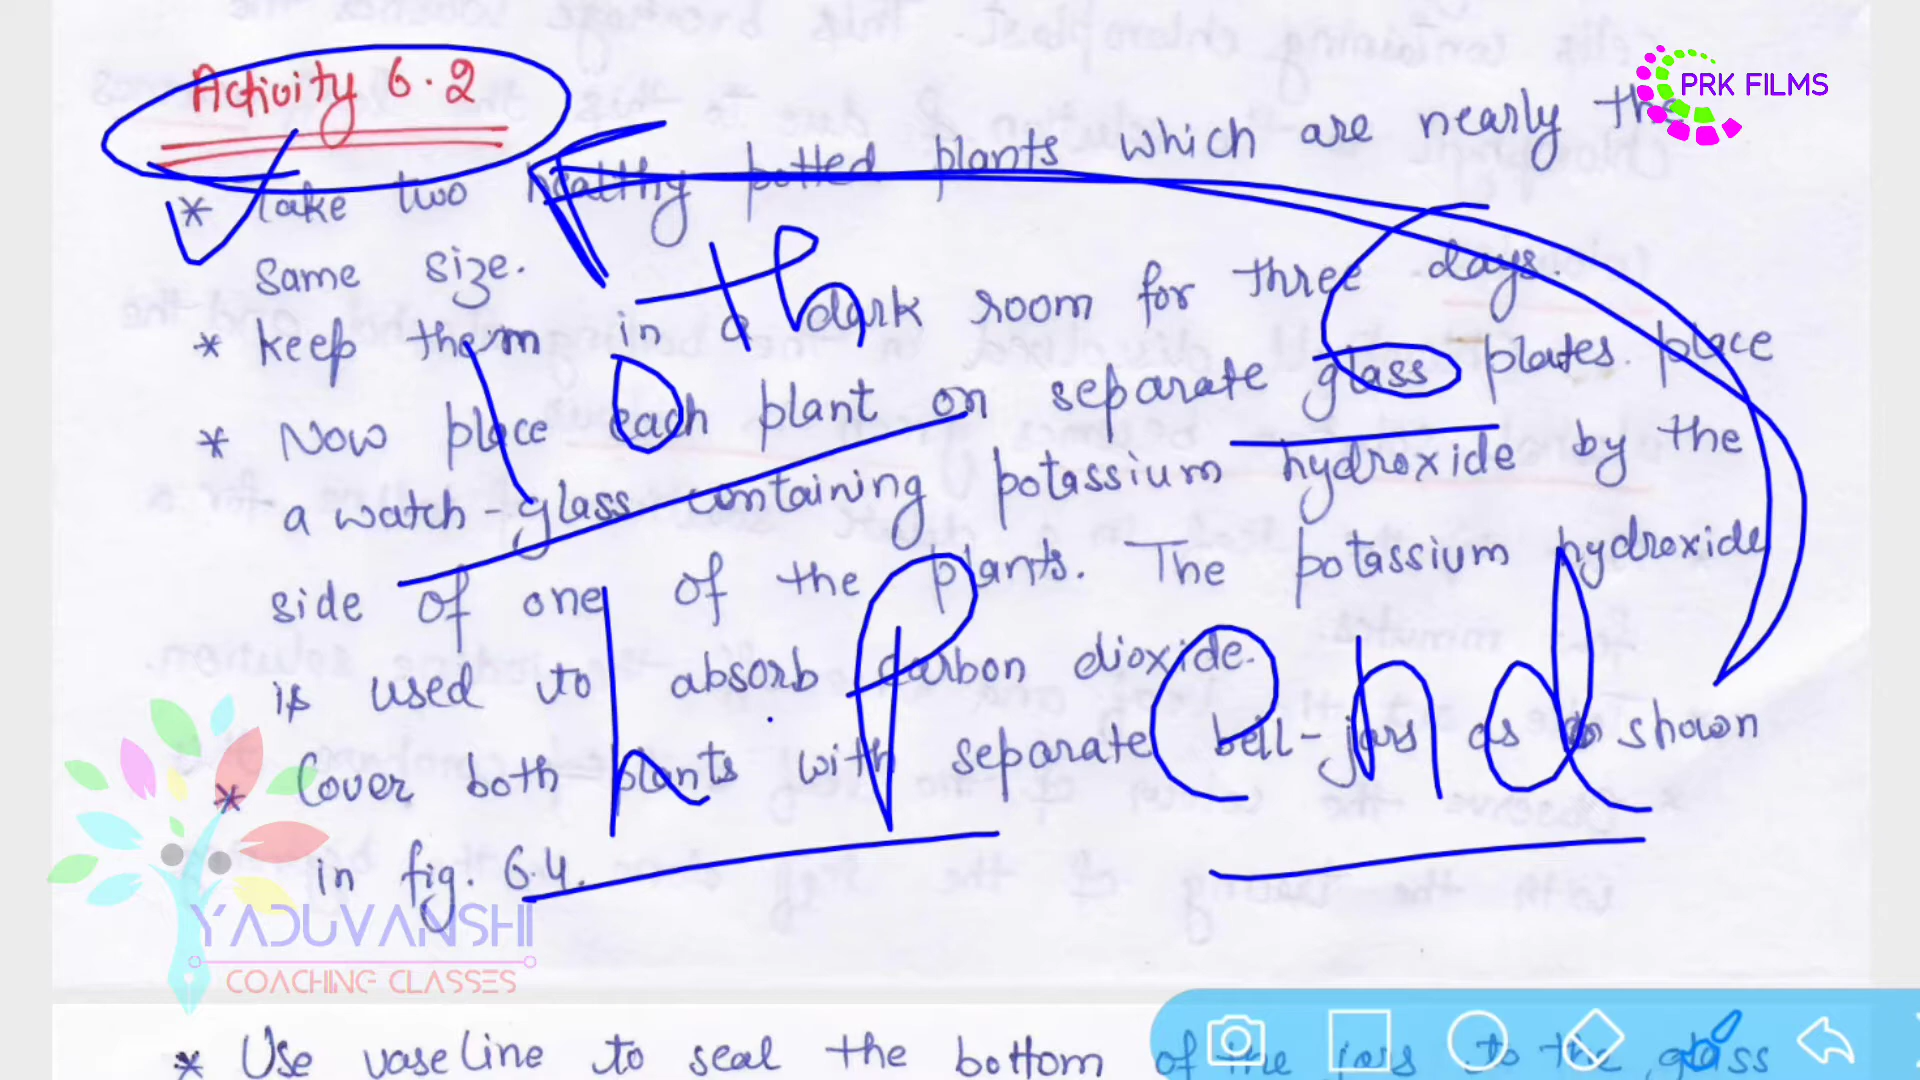 Activity 6.2
PRK FILMS
* Take two healthy potted plants which are nearly the
same size.
* keep them in a dark room for three days.
* Now place each plant on separate glass plates. place
a watch-glass containing potassium hydroxide by the
side of one of the plants. The potassium hydroxide
is used to absorb carbon dioxide.
* Cover both plants with separate bell-jars as shown
in fig. 6.4.
YADUVANSHI
COACHING CLASSES
* Use vaseline to seal the bottom of the jars to the glass